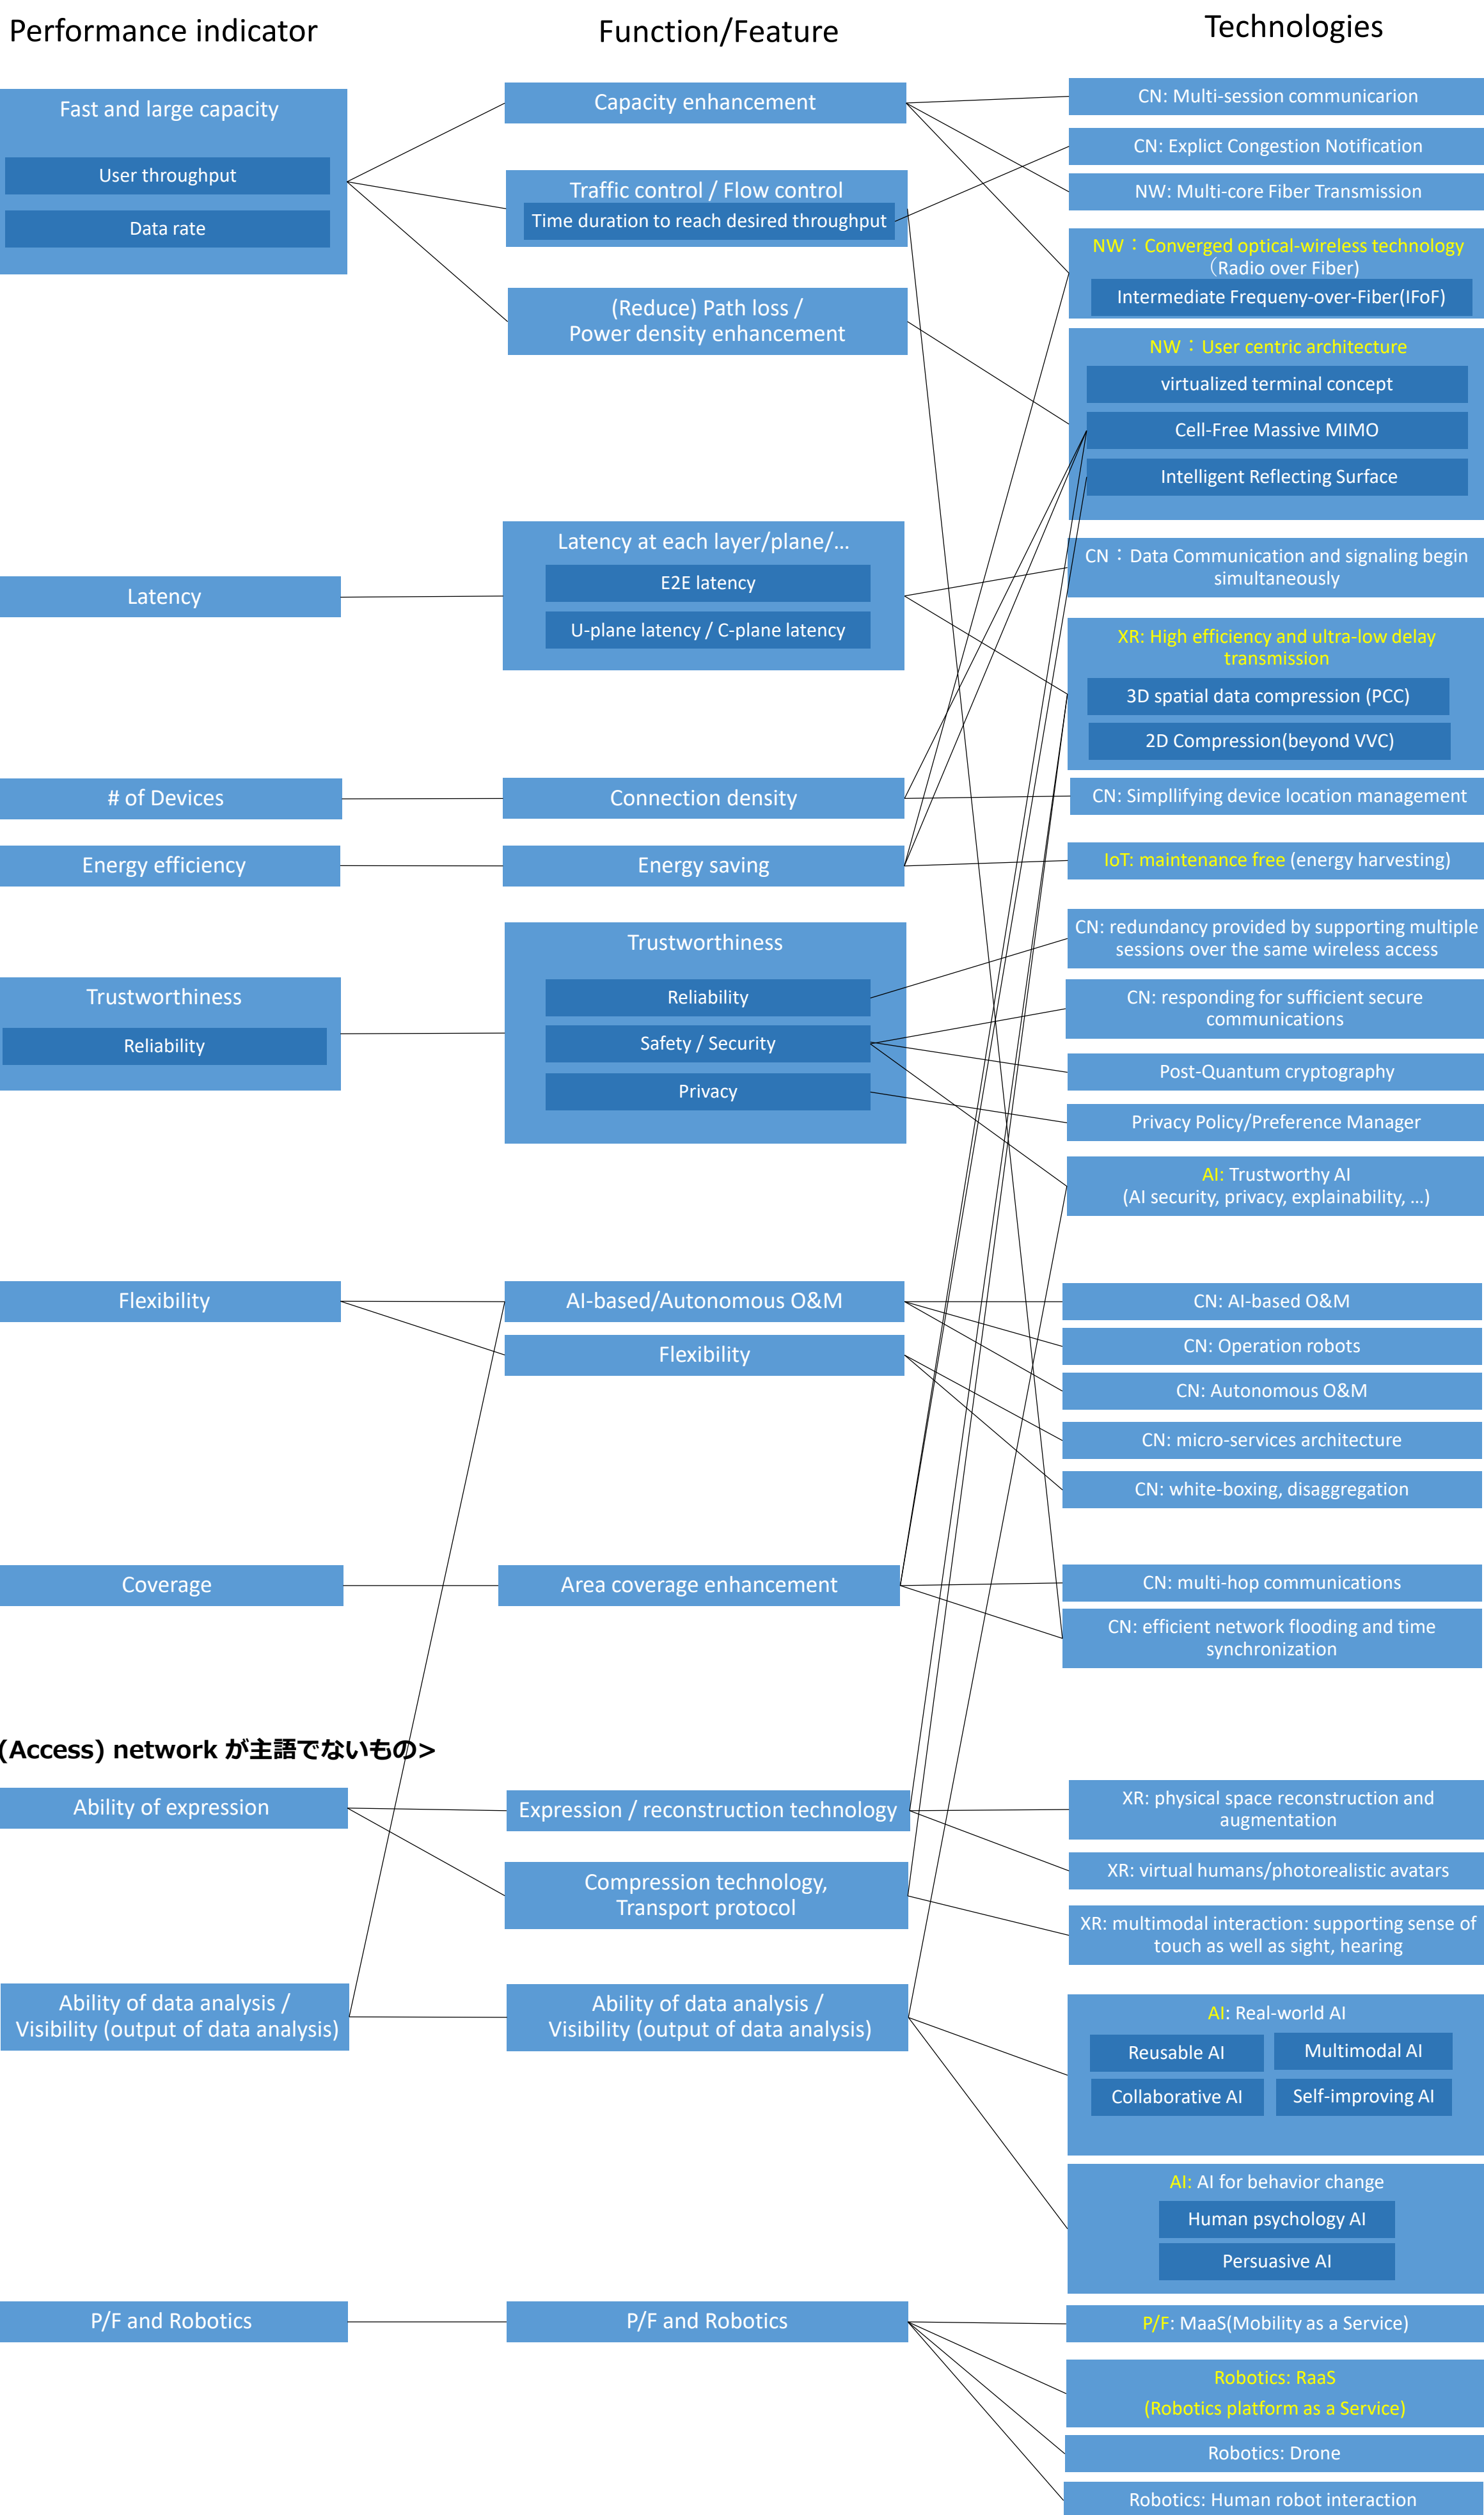 Performance indicator
Function/Feature
Technologies
Fast and large capacity
User throughput
Data rate
Capacity enhancement
Traffic control / Flow control
Time duration to reach desired throughput
(Reduce) Path loss /
Power density enhancement
CN: Multi-session communicarion
CN: Explict Congestion Notification
NW: Multi-core Fiber Transmission
NW：Converged optical-wireless technology
（Radio over Fiber)
Intermediate Frequeny-over-Fiber(IFoF)
NW：User centric architecture
virtualized terminal concept
Cell-Free Massive MIMO
Intelligent Reflecting Surface
Latency
Latency at each layer/plane/…
E2E latency
U-plane latency / C-plane latency
CN：Data Communication and signaling begin
simultaneously
XR: High efficiency and ultra-low delay
transmission
3D spatial data compression (PCC)
2D Compression(beyond VVC)
# of Devices
Connection density
CN: Simpllifying device location management
Energy efficiency
Energy saving
IoT: maintenance free (energy harvesting)
Trustworthiness
Reliability
Trustworthiness
Reliability
Safety / Security
Privacy
CN: redundancy provided by supporting multiple
sessions over the same wireless access
CN: responding for sufficient secure
communications
Post-Quantum cryptography
Privacy Policy/Preference Manager
AI: Trustworthy AI
(AI security, privacy, explainability, …)
Flexibility
AI-based/Autonomous O&M
Flexibility
CN: AI-based O&M
CN: Operation robots
CN: Autonomous O&M
CN: micro-services architecture
CN: white-boxing, disaggregation
Coverage
Area coverage enhancement
CN: multi-hop communications
CN: efficient network flooding and time
synchronization
(Access) network が主語でないもの>
Ability of expression
Expression / reconstruction technology
Compression technology,
Transport protocol
XR: physical space reconstruction and
augmentation
XR: virtual humans/photorealistic avatars
XR: multimodal interaction: supporting sense of
touch as well as sight, hearing
Ability of data analysis /
Visibility (output of data analysis)
Ability of data analysis /
Visibility (output of data analysis)
AI: Real-world AI
Reusable AI
Multimodal AI
Collaborative AI
Self-improving AI
AI: AI for behavior change
Human psychology AI
Persuasive AI
P/F and Robotics
P/F and Robotics
P/F: MaaS(Mobility as a Service)
Robotics: RaaS
(Robotics platform as a Service)
Robotics: Drone
Robotics: Human robot interaction